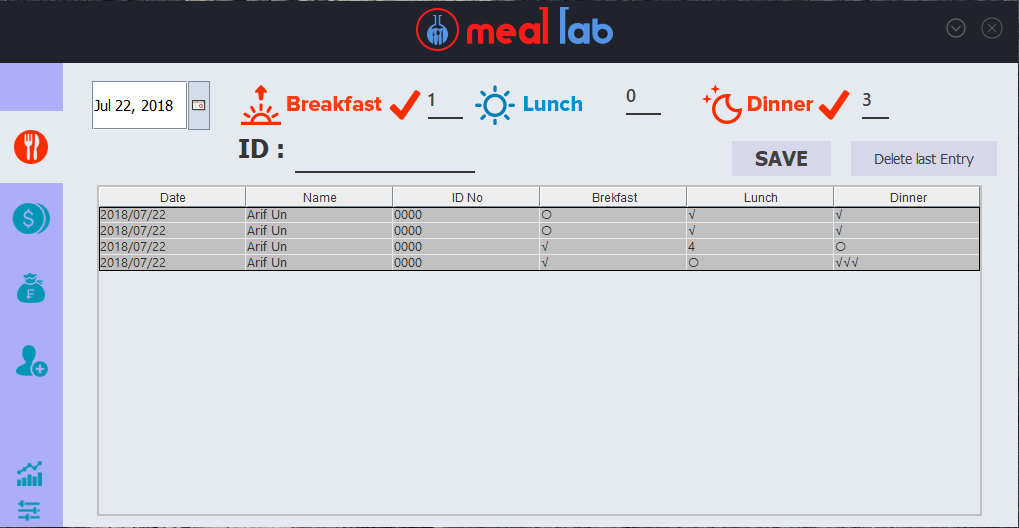 meal lab
Jul 22, 2018 Breakfast 1 Lunch 0 Dinner 3
ID :
SAVE Delete last Entry
Date Name ID No Brekfast Lunch Dinner
2018/07/22 Arif Un 0000 O √ √
2018/07/22 Arif Un 0000 O √ √
2018/07/22 Arif Un 0000 √ 4 O
2018/07/22 Arif Un 0000 √ O √√√